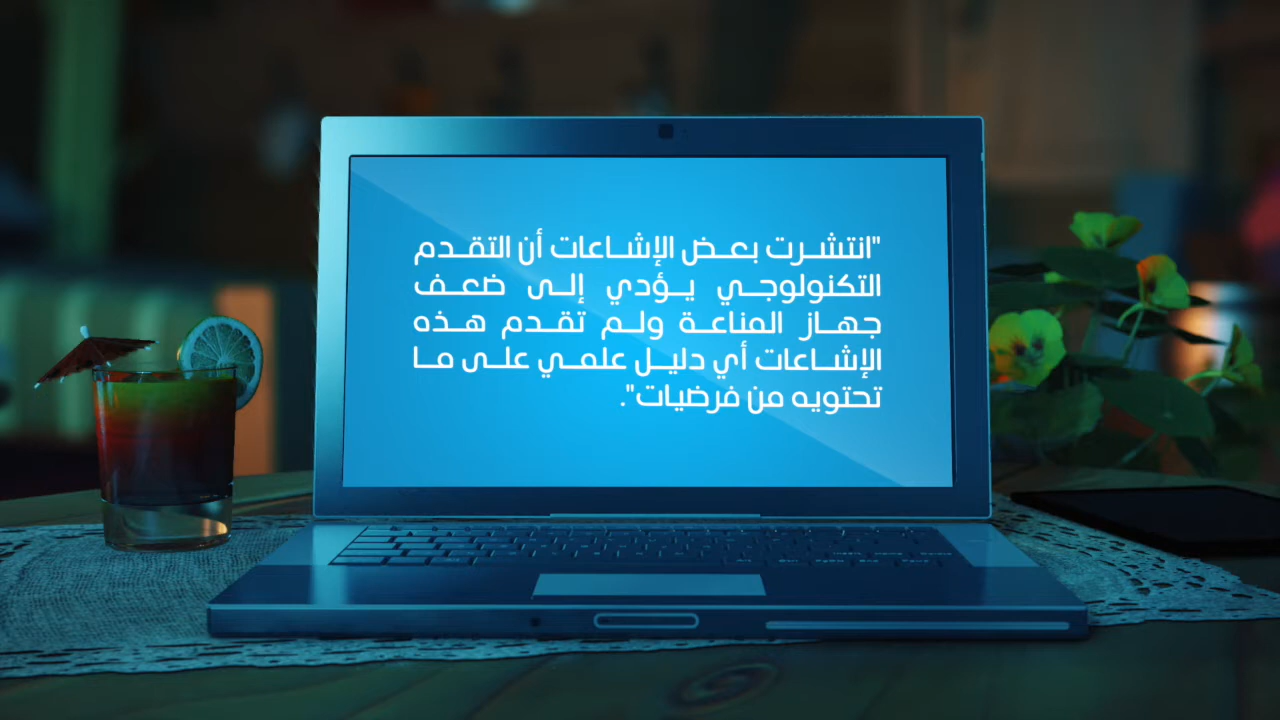 "انتشرت بعض الإشاعات أن التقدم
التكنولوجي يؤدي إلى ضعف
جهاز المناعة ولم تقدم هذه
الإشاعات أي دليل علمي على ما
تحتويه من فرضيات".